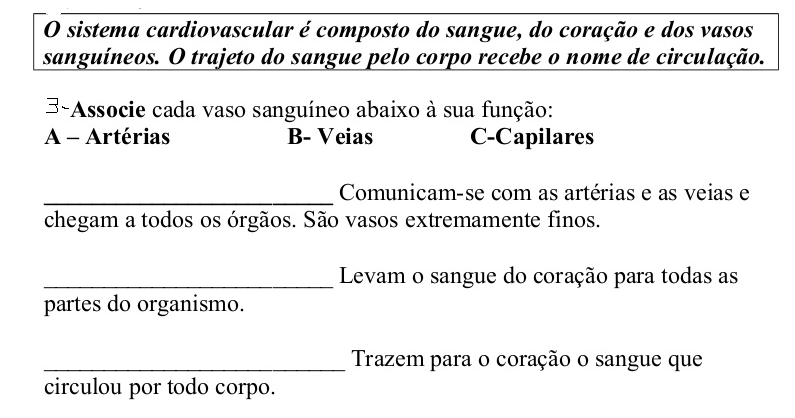 O sistema cardiovascular é composto do sangue, do coração e dos vasos
sanguíneos. O trajeto do sangue pelo corpo recebe o nome de circulação.
3-Associe cada vaso sanguíneo abaixo à sua função:
A – Artérias B- Veias C-Capilares
________________________ Comunicam-se com as artérias e as veias e
chegam a todos os órgãos. São vasos extremamente finos.
________________________ Levam o sangue do coração para todas as
partes do organismo.
_________________________ Trazem para o coração o sangue que
circulou por todo corpo.